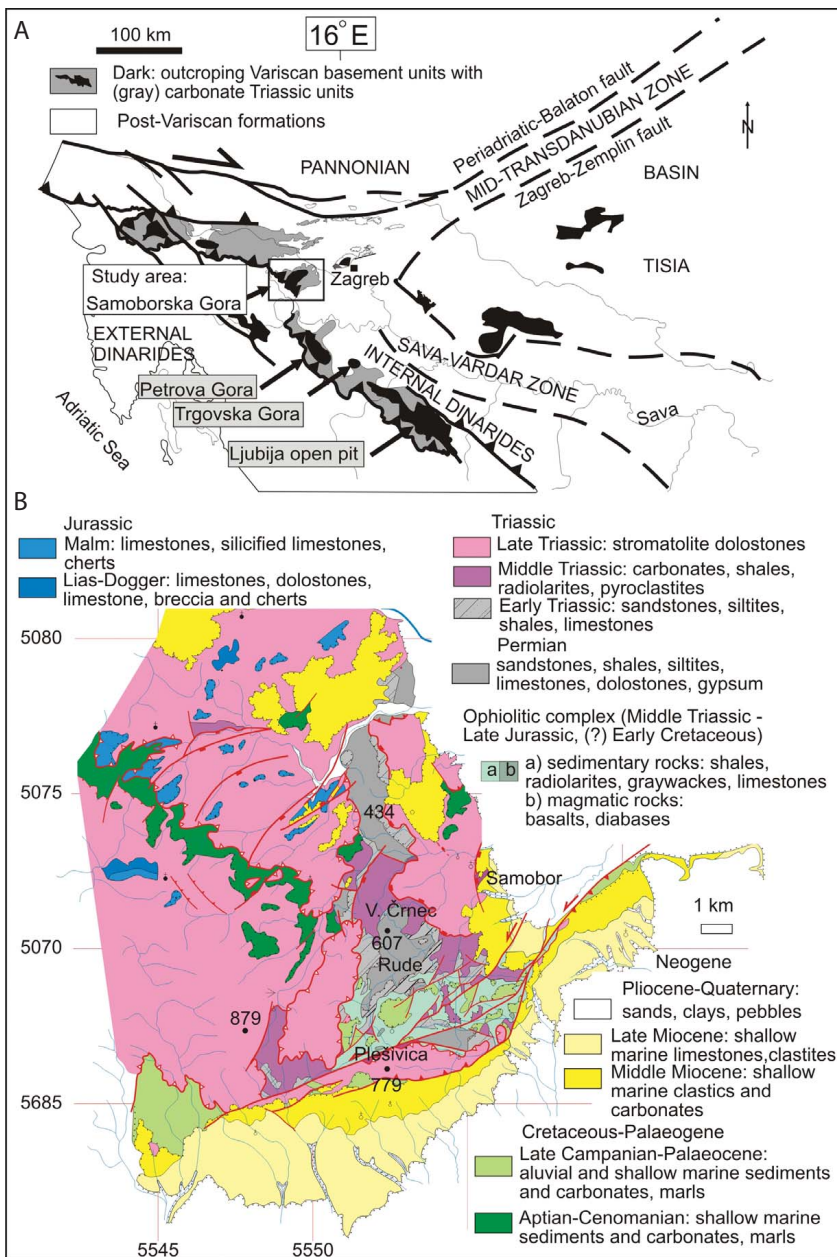 A
100 km
16° E
Dark: outcroping Variscan basement units with
(gray) carbonate Triassic units
Post-Variscan formations
Periadriatic-Balaton fault
MID-TRANSDANUBIAN ZONE
Zagreb-Zemplin fault
N
PANNONIAN
BASIN
TISIA
Study area:
Samoborska Gora
Zagreb
EXTERNAL
DINARIDES
SAVA-VARDAR ZONE
INTERNAL DINARIDES
Sava
Petrova Gora
Trgovska Gora
Ljubija open pit
Adriatic Sea
B
Jurassic
Malm: limestones, silicified limestones,
cherts
Lias-Dogger: limestones, dolostones,
limestone, breccia and cherts
Triassic
Late Triassic: stromatolite dolostones
Middle Triassic: carbonates, shales,
radiolarites, pyroclastites
Early Triassic: sandstones, siltites,
shales, limestones
Permian
sandstones, shales, siltites,
limestones, dolostones, gypsum
Ophiolitic complex (Middle Triassic -
Late Jurassic, (?) Early Cretaceous)
a b
a) sedimentary rocks: shales,
radiolarites, graywackes, limestones
b) magmatic rocks:
basalts, diabases
5080
5075
434
Samobor
V. Črnec
1 km
5070
607
Rude
Neogene
Pliocene-Quaternary:
sands, clays, pebbles
879
Late Miocene: shallow
marine limestones,clastites
Plešivica
779
Middle Miocene: shallow
marine clastics and
carbonates
5685
Cretaceous-Palaeogene
Late Campanian-Palaeocene:
aluvial and shallow marine sediments
and carbonates, marls
Aptian-Cenomanian: shallow marine
sediments and carbonates, marls
5545
5550